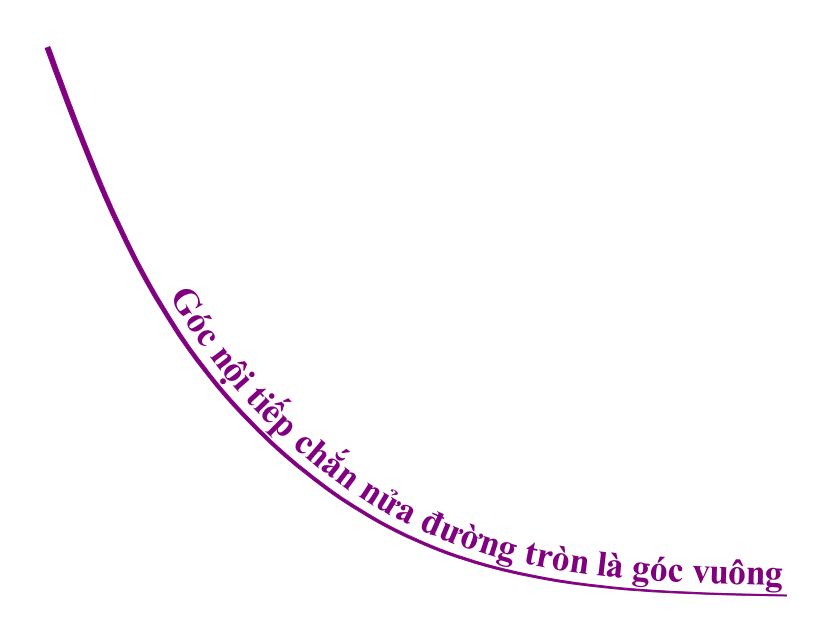 Góc nội tiếp chắn nửa đường tròn là góc vuông